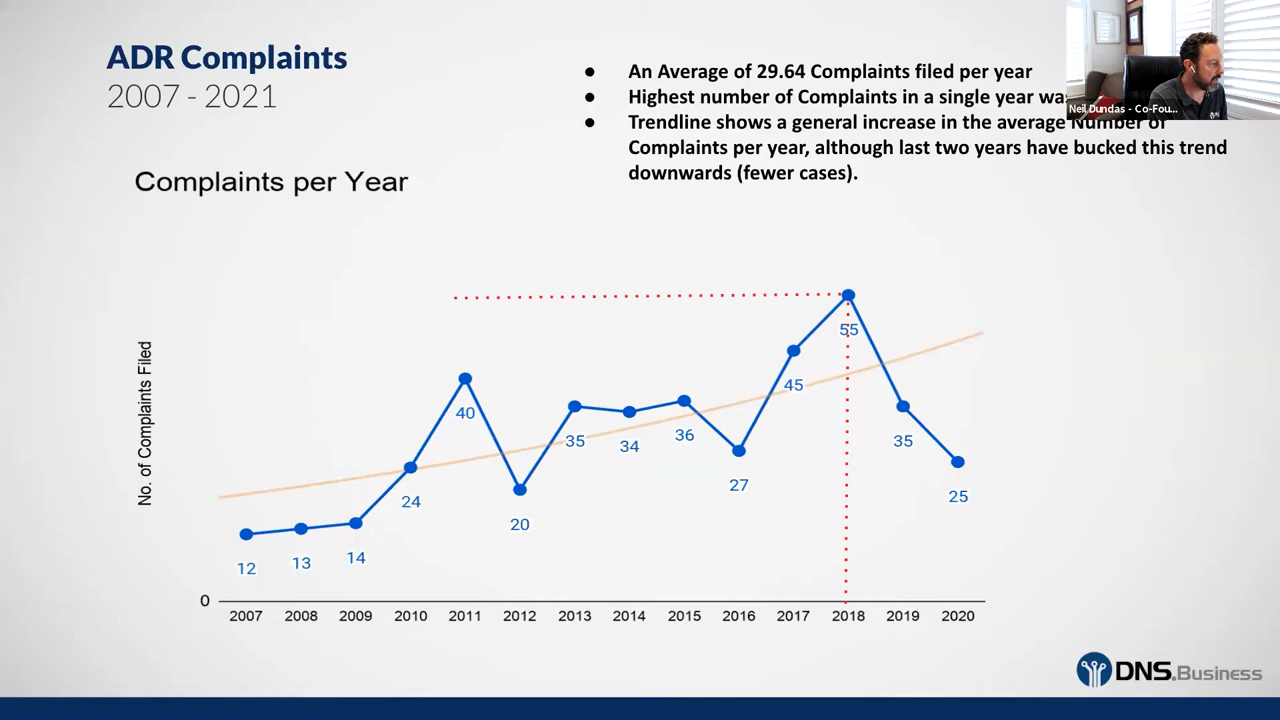 ADR Complaints
2007 - 2021
● An Average of 29.64 Complaints filed per year
● Highest number of Complaints in a single year wa
● Trendline shows a general increase in the average Number of
Complaints per year, although last two years have bucked this trend
downwards (fewer cases).
Neil Dundas - Co-Fou...
Complaints per Year
No. of Complaints Filed
55
45
40
35
34
36
35
27
24
25
20
12
13
14
0
2007 2008 2009 2010 2011 2012 2013 2014 2015 2016 2017 2018 2019 2020
DNS.Business